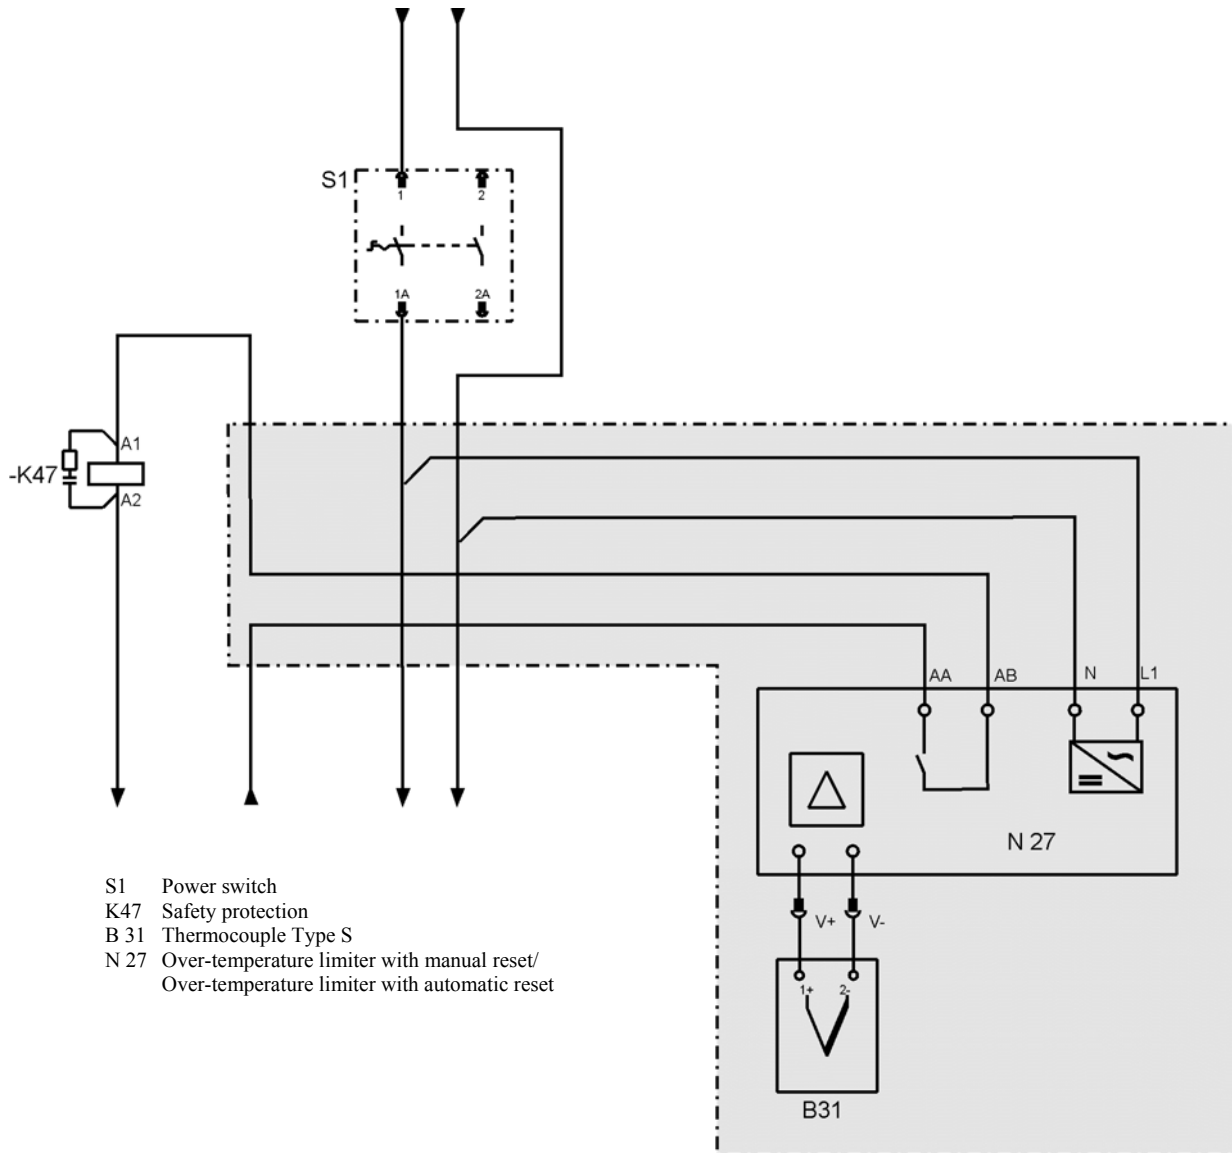 S1
1 2
1A 2A
A1
-K47
A2
AA AB N L1
N 27
V+ V-
1+ 2-
B31
S1 Power switch
K47 Safety protection
B 31 Thermocouple Type S
N 27 Over-temperature limiter with manual reset/
Over-temperature limiter with automatic reset